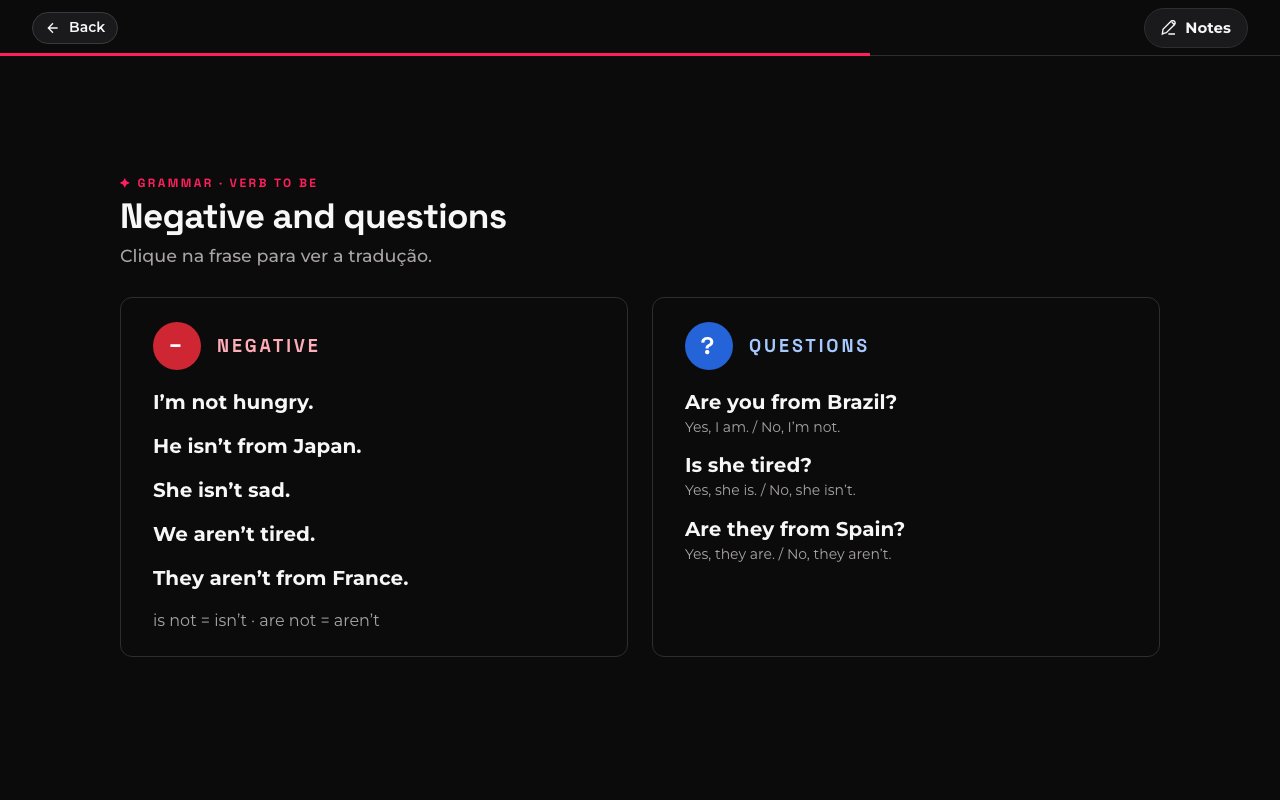 Back
Notes
GRAMMAR · VERB TO BE
Negative and questions
Clique na frase para ver a tradução.
–
NEGATIVE
I’m not hungry.
He isn’t from Japan.
She isn’t sad.
We aren’t tired.
They aren’t from France.
is not = isn’t · are not = aren’t
?
QUESTIONS
Are you from Brazil?
Yes, I am. / No, I’m not.
Is she tired?
Yes, she is. / No, she isn’t.
Are they from Spain?
Yes, they are. / No, they aren’t.